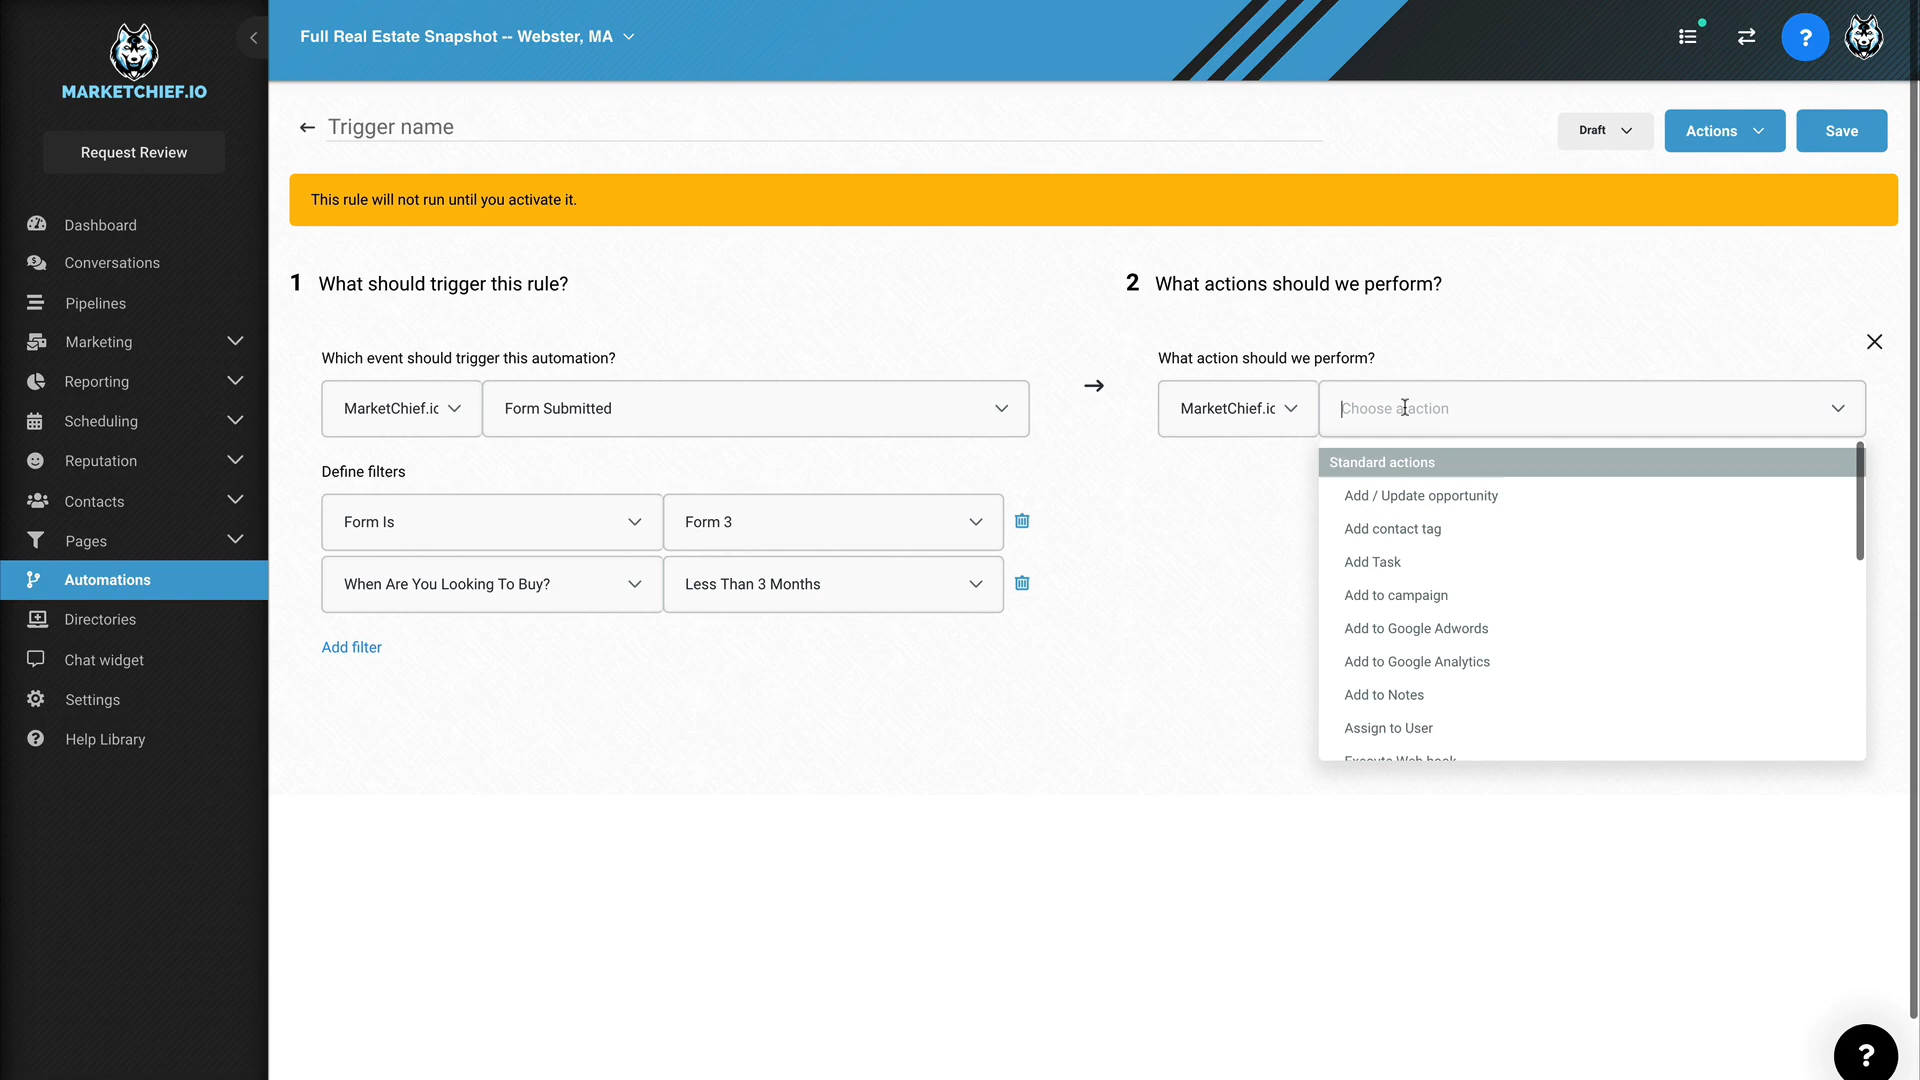 MARKETCHIEF.IO
Request Review
Dashboard
Conversations
Pipelines
Marketing
Reporting
Scheduling
Reputation
Contacts
Pages
Automations
Directories
Chat widget
Settings
Help Library
Full Real Estate Snapshot -- Webster, MA
?
Trigger name
Draft
Actions
Save
This rule will not run until you activate it.
1 What should trigger this rule?
Which event should trigger this automation?
MarketChief.ic
Form Submitted
Define filters
Form Is
Form 3
When Are You Looking To Buy?
Less Than 3 Months
Add filter
2 What actions should we perform?
What action should we perform?
MarketChief.ic
Choose a action
Standard actions
Add / Update opportunity
Add contact tag
Add Task
Add to campaign
Add to Google Adwords
Add to Google Analytics
Add to Notes
Assign to User
Execute Web hook
?